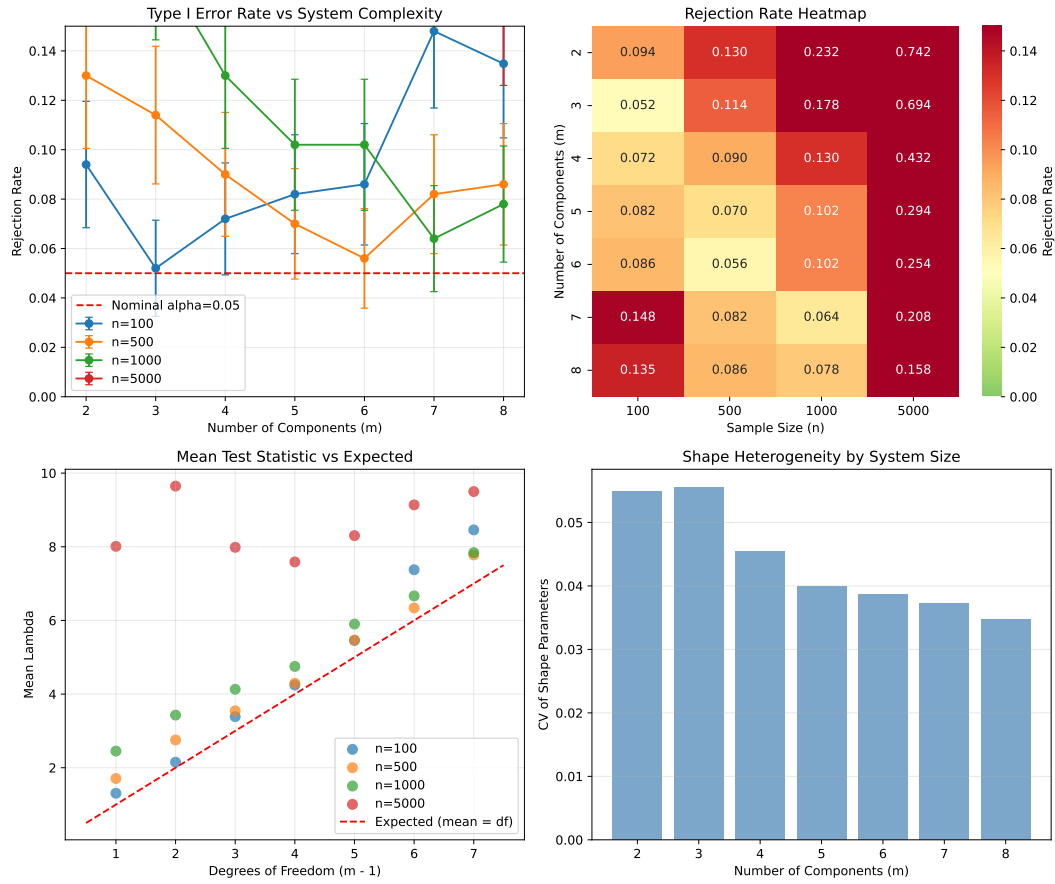 Type I Error Rate vs System Complexity
0.14
0.12
0.10
0.08
0.06
0.04
0.02
0.00
Rejection Rate
Nominal alpha=0.05
n=100
n=500
n=1000
n=5000
2 3 4 5 6 7 8
Number of Components (m)
Rejection Rate Heatmap
Number of Components (m)
2 0.094 0.130 0.232 0.742
3 0.052 0.114 0.178 0.694
4 0.072 0.090 0.130 0.432
5 0.082 0.070 0.102 0.294
6 0.086 0.056 0.102 0.254
7 0.148 0.082 0.064 0.208
8 0.135 0.086 0.078 0.158
100 500 1000 5000
Sample Size (n)
0.14
0.12
0.10
0.08
0.06
0.04
0.02
0.00
Rejection Rate
Mean Test Statistic vs Expected
10
8
6
4
2
Mean Lambda
n=100
n=500
n=1000
n=5000
Expected (mean = df)
1 2 3 4 5 6 7
Degrees of Freedom (m - 1)
Shape Heterogeneity by System Size
0.05
0.04
0.03
0.02
0.01
0.00
CV of Shape Parameters
2 3 4 5 6 7 8
Number of Components (m)